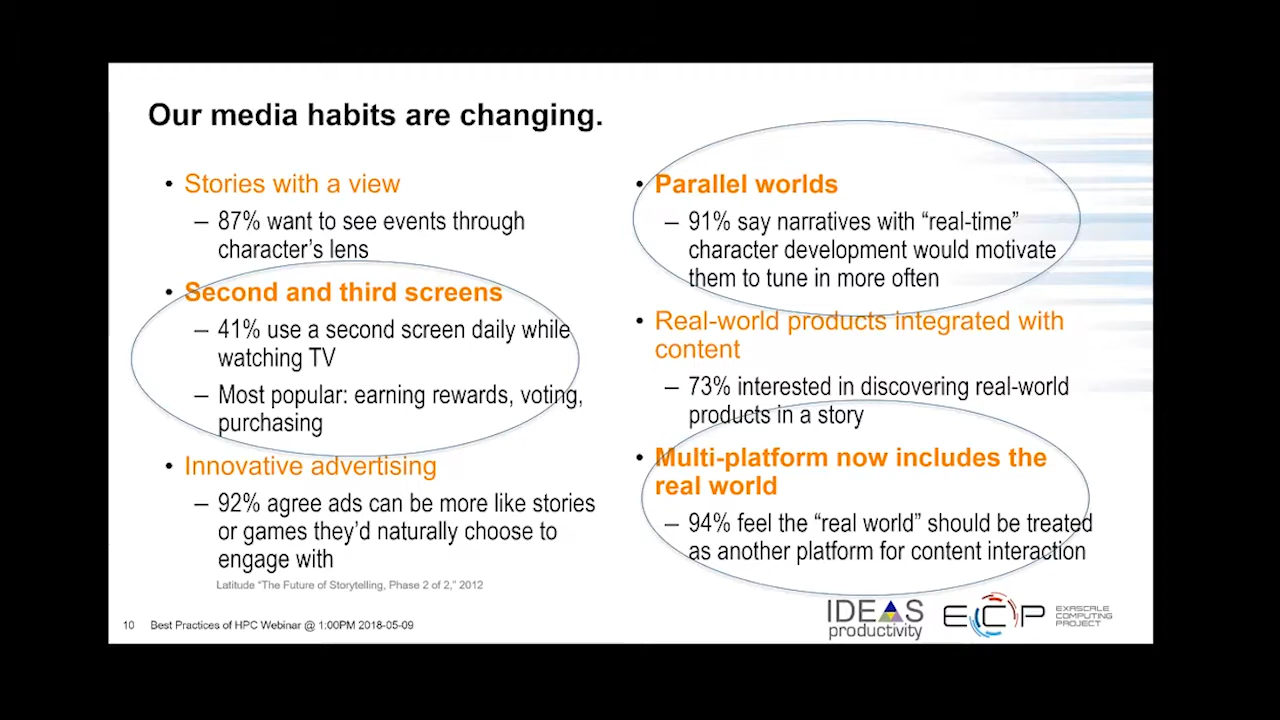 Our media habits are changing.
• Stories with a view
– 87% want to see events through
character’s lens
• Second and third screens
– 41% use a second screen daily while
watching TV
– Most popular: earning rewards, voting,
purchasing
• Innovative advertising
– 92% agree ads can be more like stories
or games they’d naturally choose to
engage with
Latitude “The Future of Storytelling, Phase 2 of 2,” 2012
• Parallel worlds
– 91% say narratives with “real-time”
character development would motivate
them to tune in more often
• Real-world products integrated with
content
– 73% interested in discovering real-world
products in a story
• Multi-platform now includes the
real world
– 94% feel the “real world” should be treated
as another platform for content interaction
10 Best Practices of HPC Webinar @ 1:00PM 2018-05-09
IDEAS
productivity
ECP
EXASCALE
COMPUTING
PROJECT